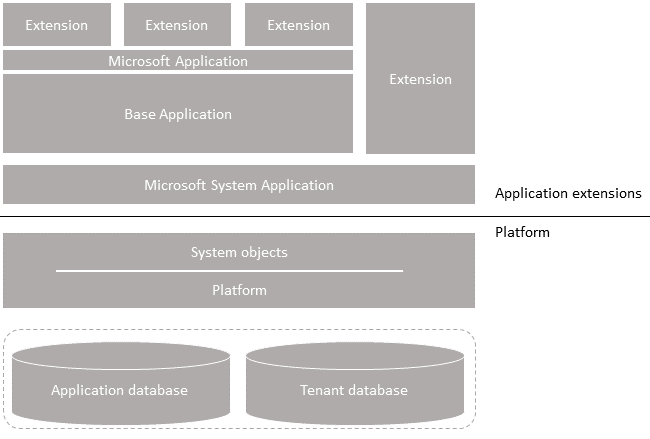 Extension
Extension
Extension
Extension
Microsoft Application
Base Application
Microsoft System Application
Application extensions
Platform
System objects
Platform
Application database
Tenant database